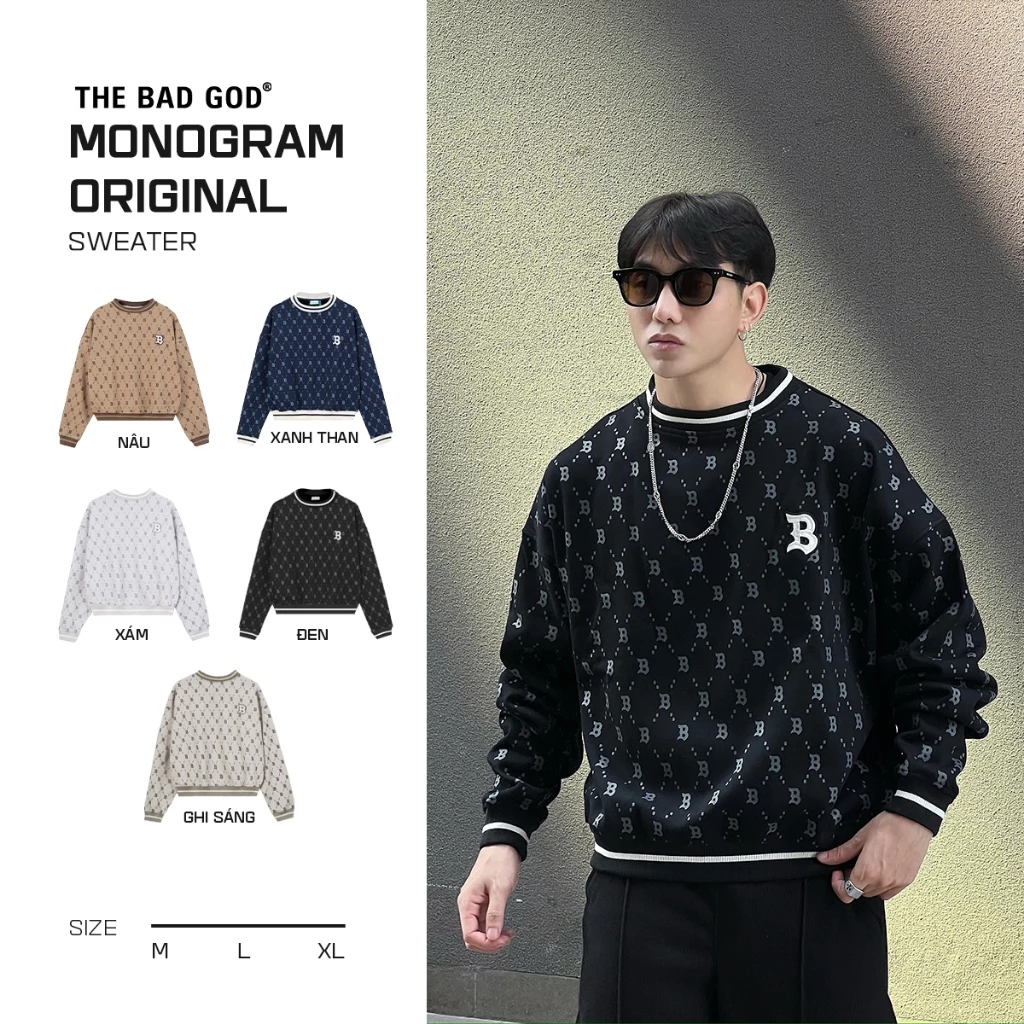 THE BAD GOD®
MONOGRAM
ORIGINAL
SWEATER
NÂU
XANH THAN
XÁM
ĐEN
GHI SÁNG
SIZE
M L XL
B